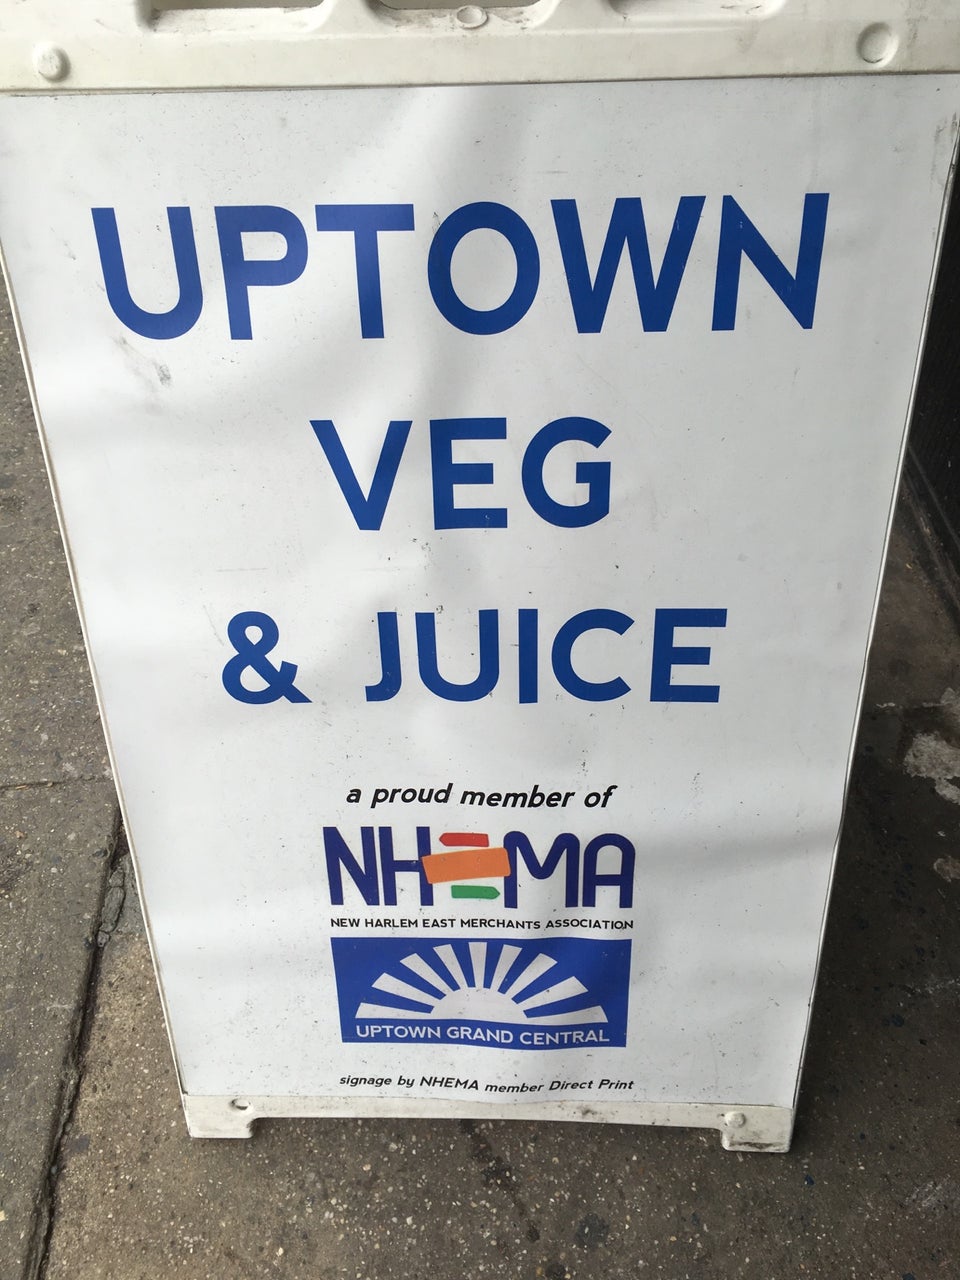 UPTOWN
VEG
& JUICE
a proud member of
NHEMA
NEW HARLEM EAST MERCHANTS ASSOCIATION
UPTOWN GRAND CENTRAL
signage by NHEMA member Direct Print